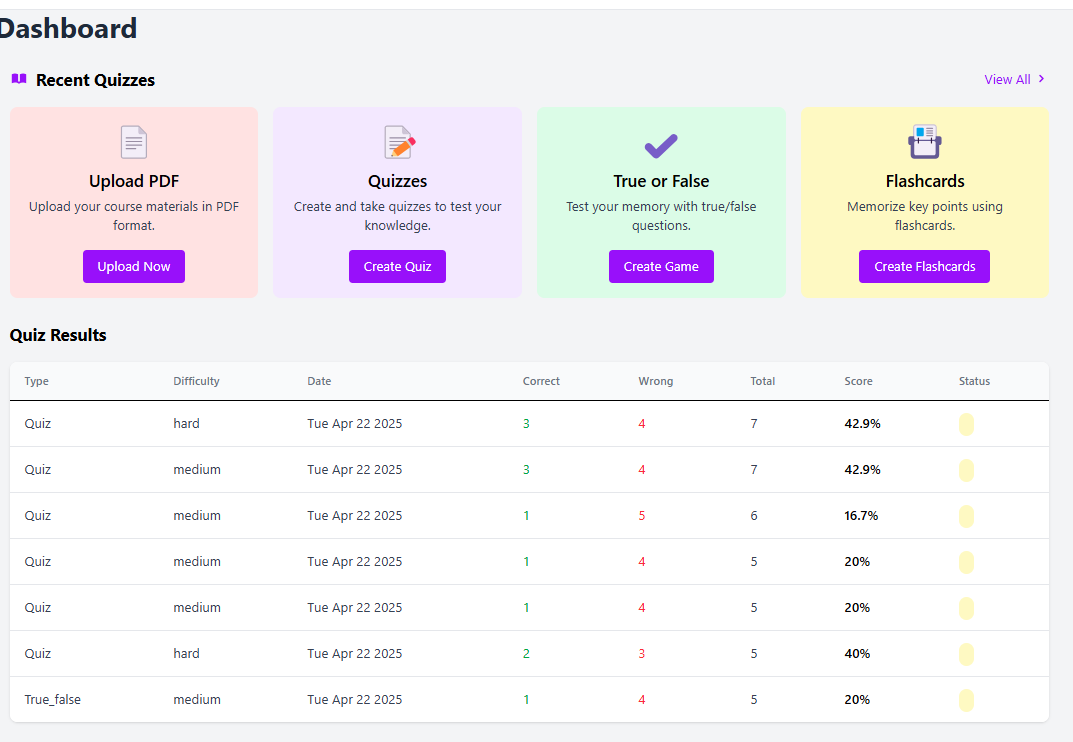 Dashboard
Recent Quizzes
View All
Upload PDF
Upload your course materials in PDF
format.
Upload Now
Quizzes
Create and take quizzes to test your
knowledge.
Create Quiz
True or False
Test your memory with true/false
questions.
Create Game
Flashcards
Memorize key points using
flashcards.
Create Flashcards
Quiz Results
Type Difficulty Date Correct Wrong Total Score Status
Quiz hard Tue Apr 22 2025 3 4 7 42.9%
Quiz medium Tue Apr 22 2025 3 4 7 42.9%
Quiz medium Tue Apr 22 2025 1 5 6 16.7%
Quiz medium Tue Apr 22 2025 1 4 5 20%
Quiz medium Tue Apr 22 2025 1 4 5 20%
Quiz hard Tue Apr 22 2025 2 3 5 40%
True_false medium Tue Apr 22 2025 1 4 5 20%